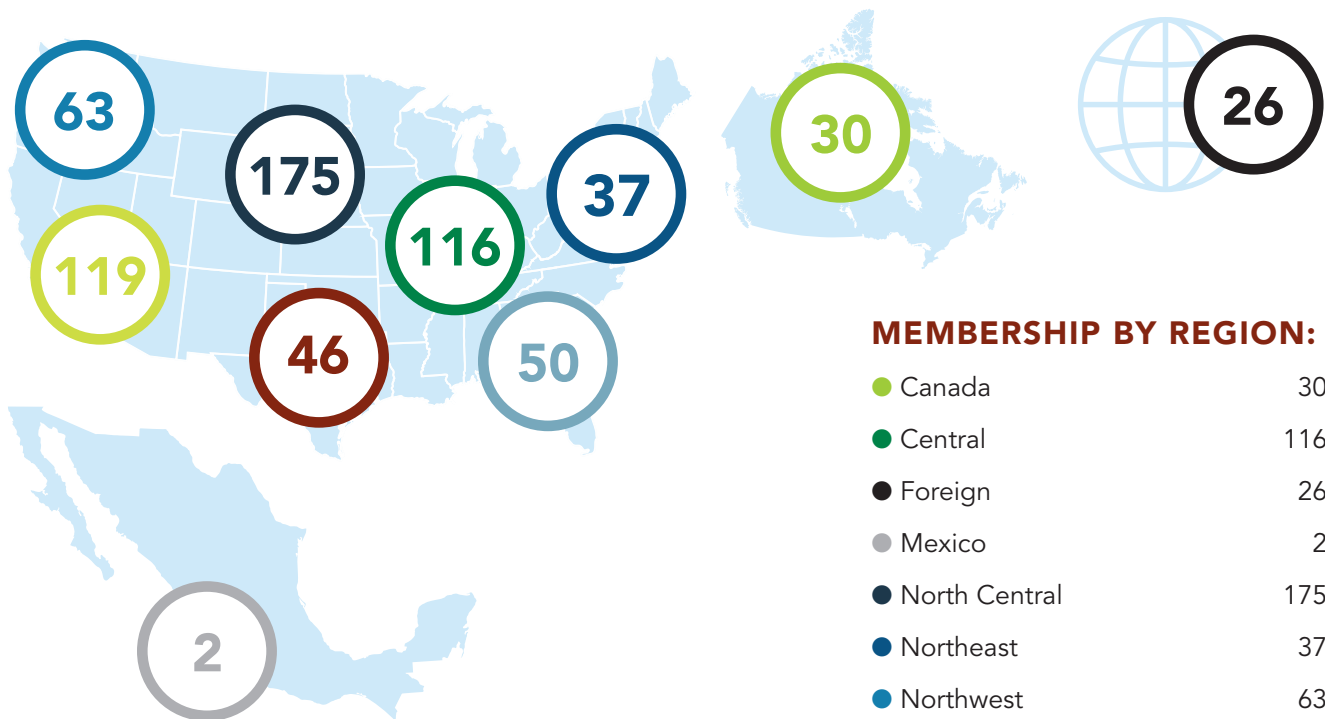 63
175
116
37
119
46
50
30
26
2
MEMBERSHIP BY REGION:
Canada 30
Central 116
Foreign 26
Mexico 2
North Central 175
Northeast 37
Northwest 63